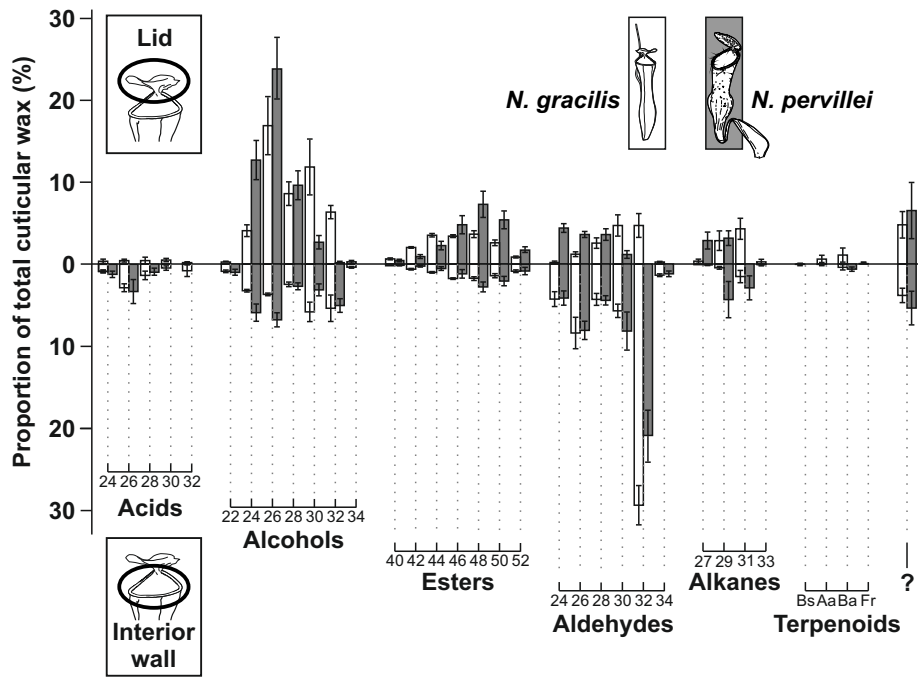 Proportion of total cuticular wax (%)
30
20
10
0
10
20
30
Lid
N. gracilis
N. pervillei
24 26 28 30 32
Acids
22 24 26 28 30 32 34
Alcohols
40 42 44 46 48 50 52
Esters
24 26 28 30 32 34
Aldehydes
27 29 31 33
Alkanes
Bs Aa Ba Fr
Terpenoids
?
Interior
wall